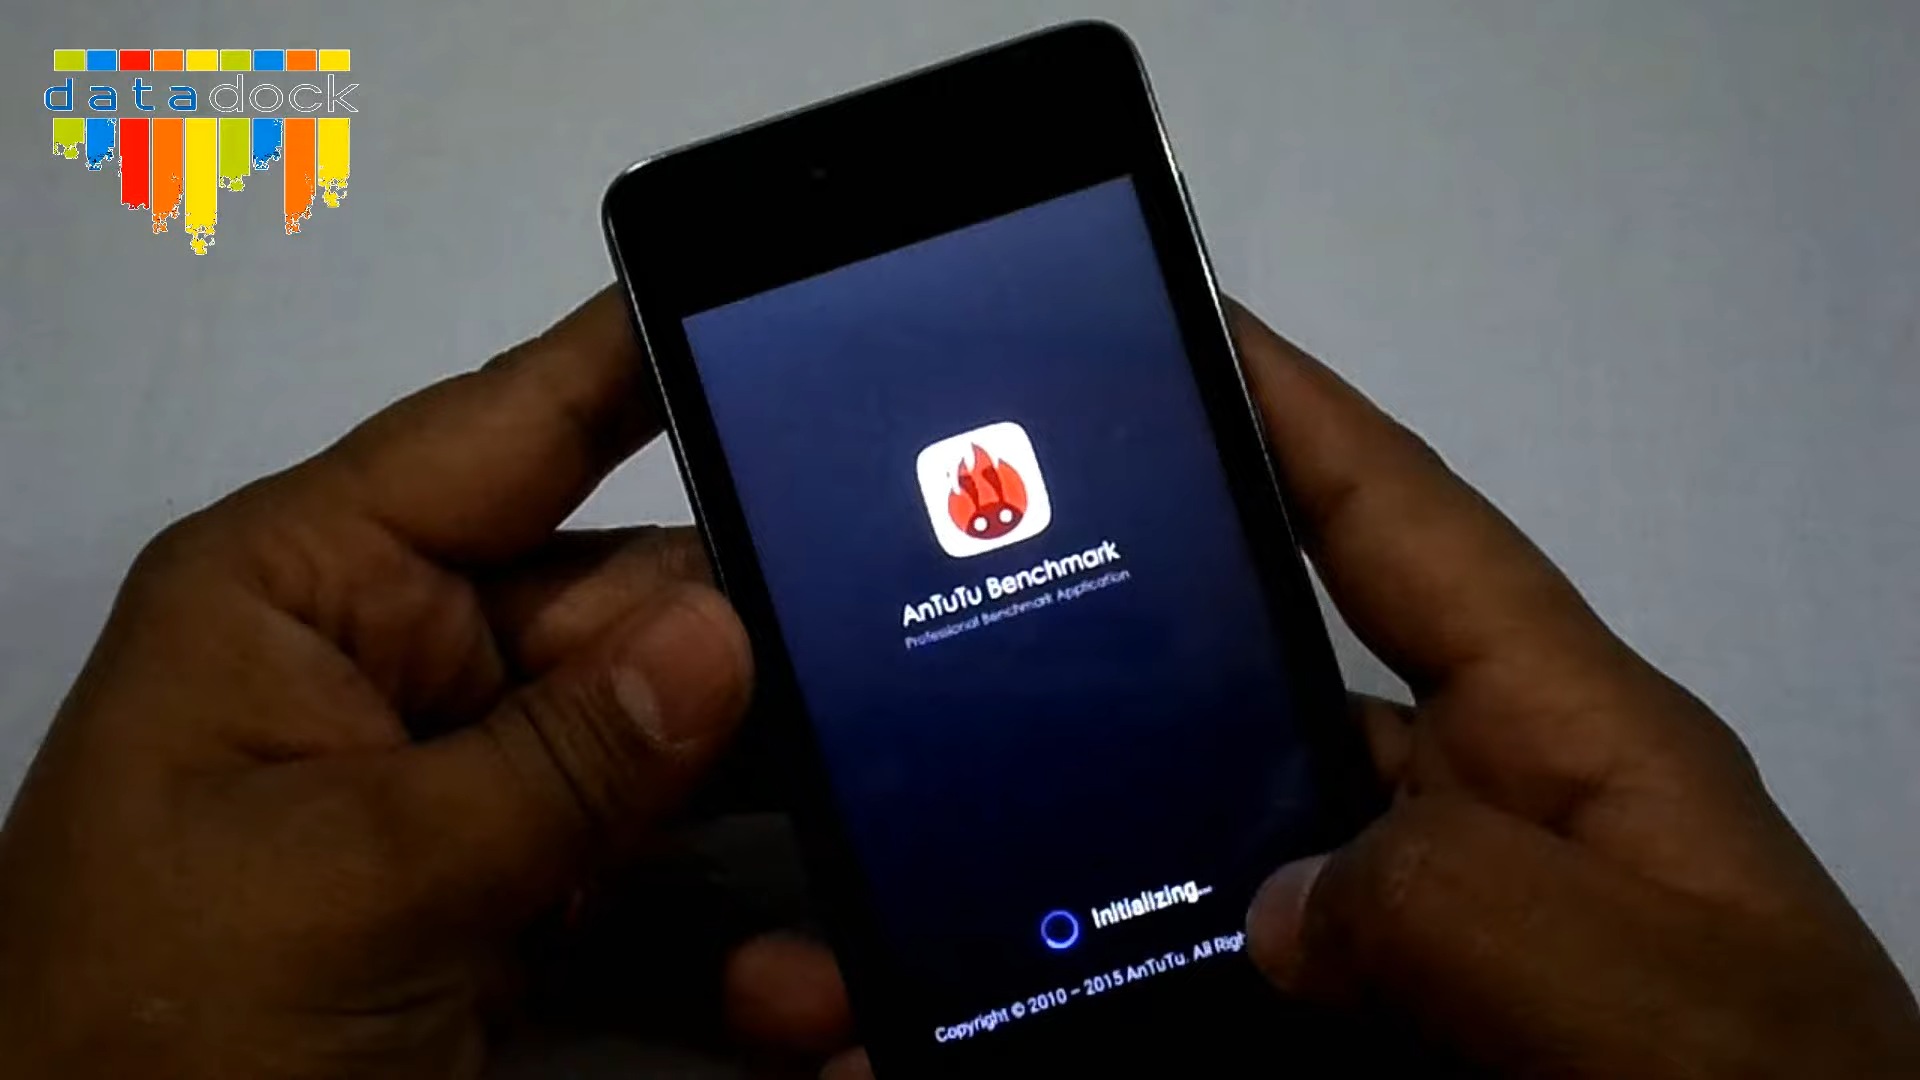 datadock
AnTuTu Benchmark
Professional Benchmark Application
Initializing...
Copyright © 2010 - 2015 AnTuTu. All Righ